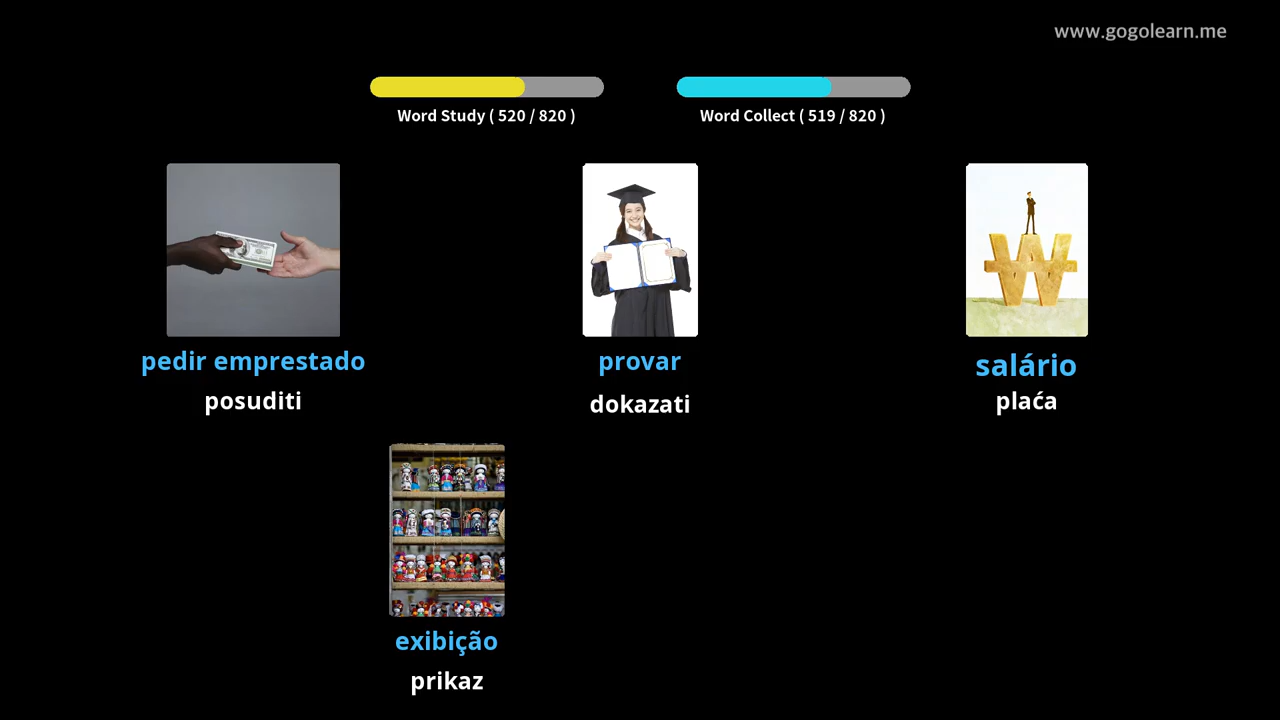 www.gogolearn.me
Word Study ( 520 / 820 )
Word Collect ( 519 / 820 )
pedir emprestado
posuditi
provar
dokazati
salário
plaća
exibição
prikaz